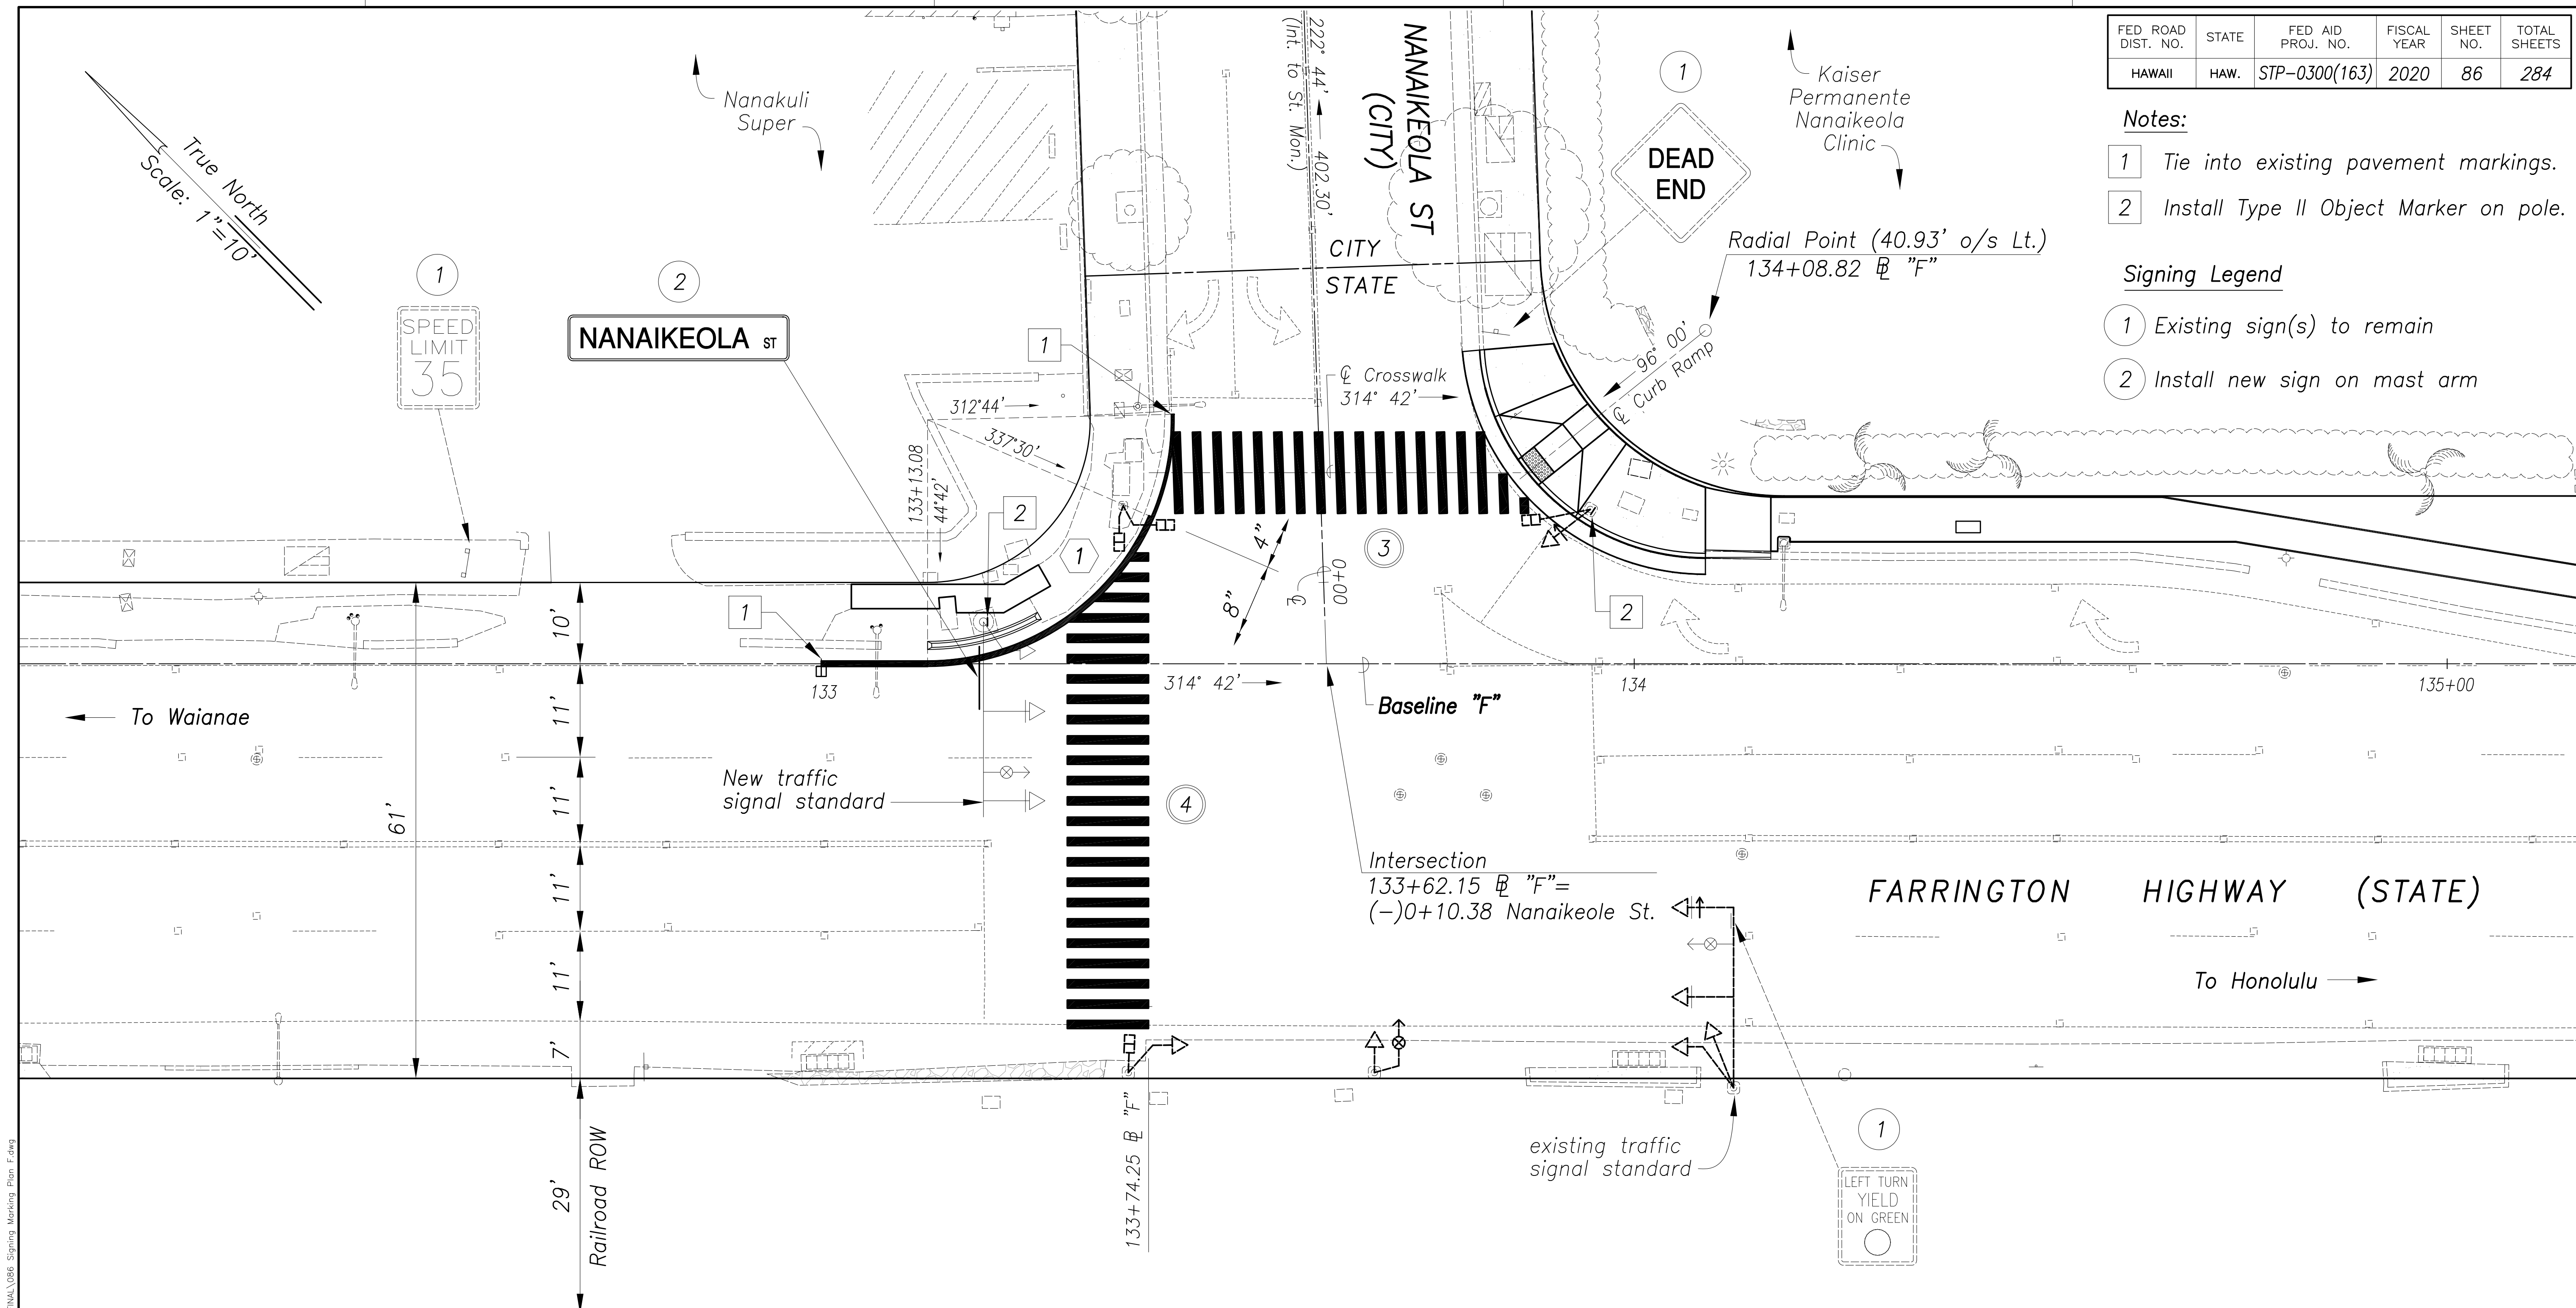 FED ROAD DIST. NO.
STATE
FED AID PROJ. NO.
FISCAL YEAR
SHEET NO.
TOTAL SHEETS
HAWAII
HAW.
STP-0300(163)
2020
86
284
Notes:
1 Tie into existing pavement markings.
2 Install Type II Object Marker on pole.
Signing Legend
1 Existing sign(s) to remain
2 Install new sign on mast arm
True North
Scale: 1"=10'
Nanakuli
Super
222° 44' 402.30'
(Int. to St. Mon.)
NANAIKEOLA ST
(CITY)
1
DEAD
END
Kaiser
Permanente
Nanaikeola
Clinic
CITY
STATE
Radial Point (40.93' o/s Lt.)
134+08.82 BL "F"
1
SPEED
LIMIT
35
2
NANAIKEOLA ST
1
℄ Crosswalk
314° 42'
96° 00'
℄ Curb Ramp
312°44'
337°30'
133+13.08
44°42'
2
1
1
4"
8"
3
℄
0+00
2
10'
133
314° 42'
Baseline "F"
134
135+00
To Waianae
11'
11'
11'
11'
7'
61'
New traffic
signal standard
4
Intersection
133+62.15 BL "F"=
(-)0+10.38 Nanaikeole St.
FARRINGTON HIGHWAY (STATE)
To Honolulu
29'
Railroad ROW
133+74.25 BL "F"
existing traffic
signal standard
1
LEFT TURN
YIELD
ON GREEN
INAL\086 Signing Marking Plan F.dwg